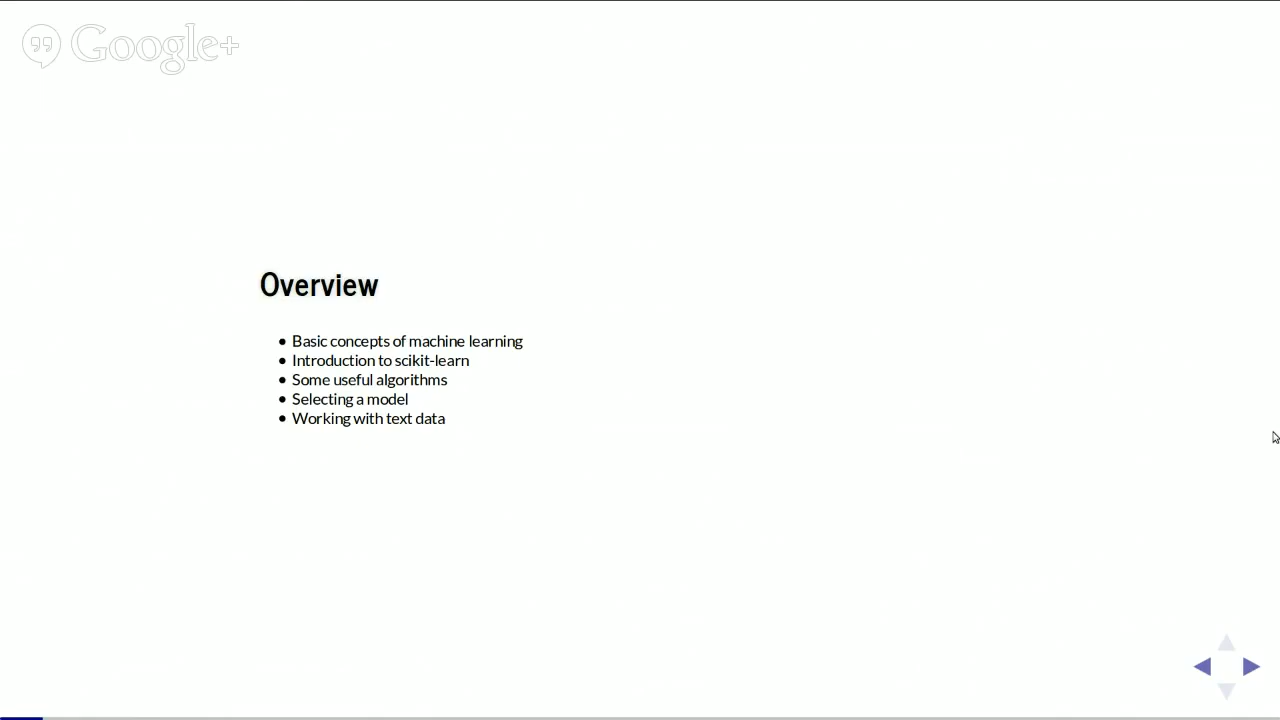 Google+
Overview
• Basic concepts of machine learning
• Introduction to scikit-learn
• Some useful algorithms
• Selecting a model
• Working with text data